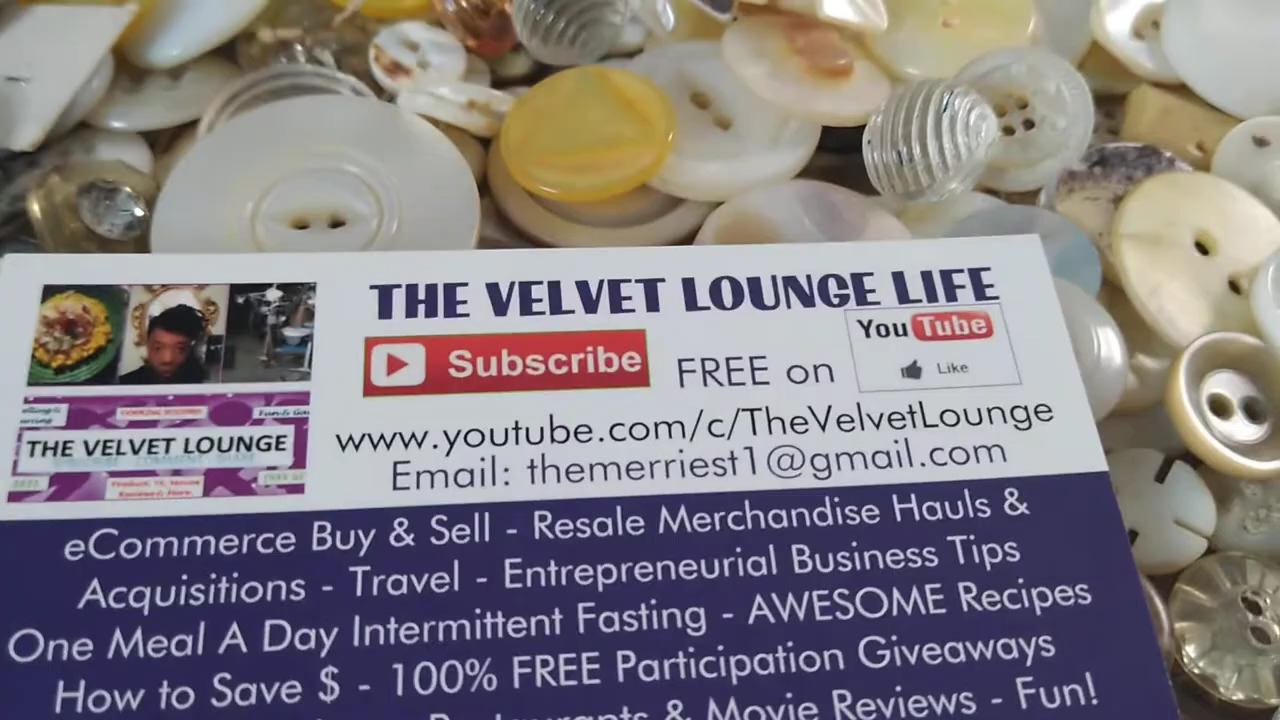 THE VELVET LOUNGE LIFE
Subscribe FREE on YouTube
Like
www.youtube.com/c/TheVelvetLounge
Email: themerriest1@gmail.com
THE VELVET LOUNGE
eCommerce Buy & Sell - Resale Merchandise Hauls &
Acquisitions - Travel - Entrepreneurial Business Tips
One Meal A Day Intermittent Fasting - AWESOME Recipes
How to Save $ - 100% FREE Participation Giveaways
& Movie Reviews - Fun!